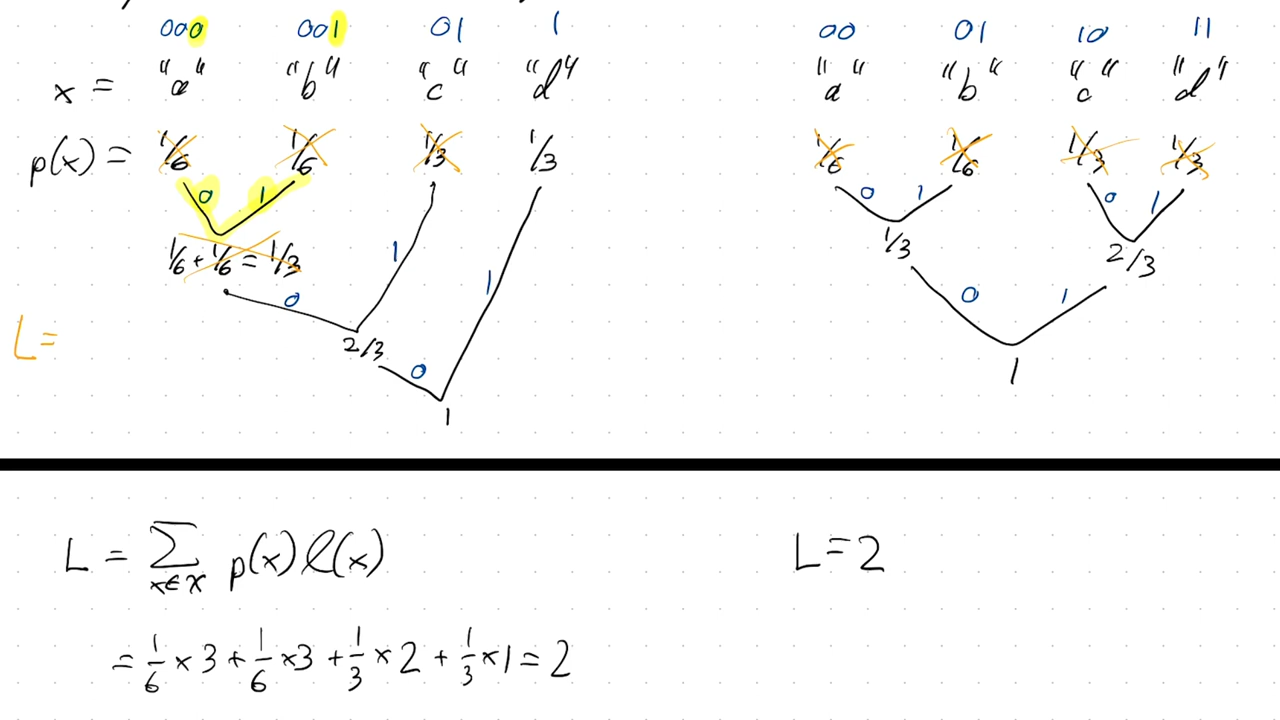 000 001 01 1
x = "a" "b" "c" "d"
p(x) = 1/6 1/6 1/3 1/3
0 1
1/6 + 1/6 = 1/3
1
0
1
2/3
0
1
L=
00 01 10 11
"a" "b" "c" "d"
1/6 1/6 1/3 1/3
0 1 0 1
1/3 2/3
0 1
1
L = ∑ p(x) ℓ(x)
x∈X
= 1/6 × 3 + 1/6 × 3 + 1/3 × 2 + 1/3 × 1 = 2
L=2